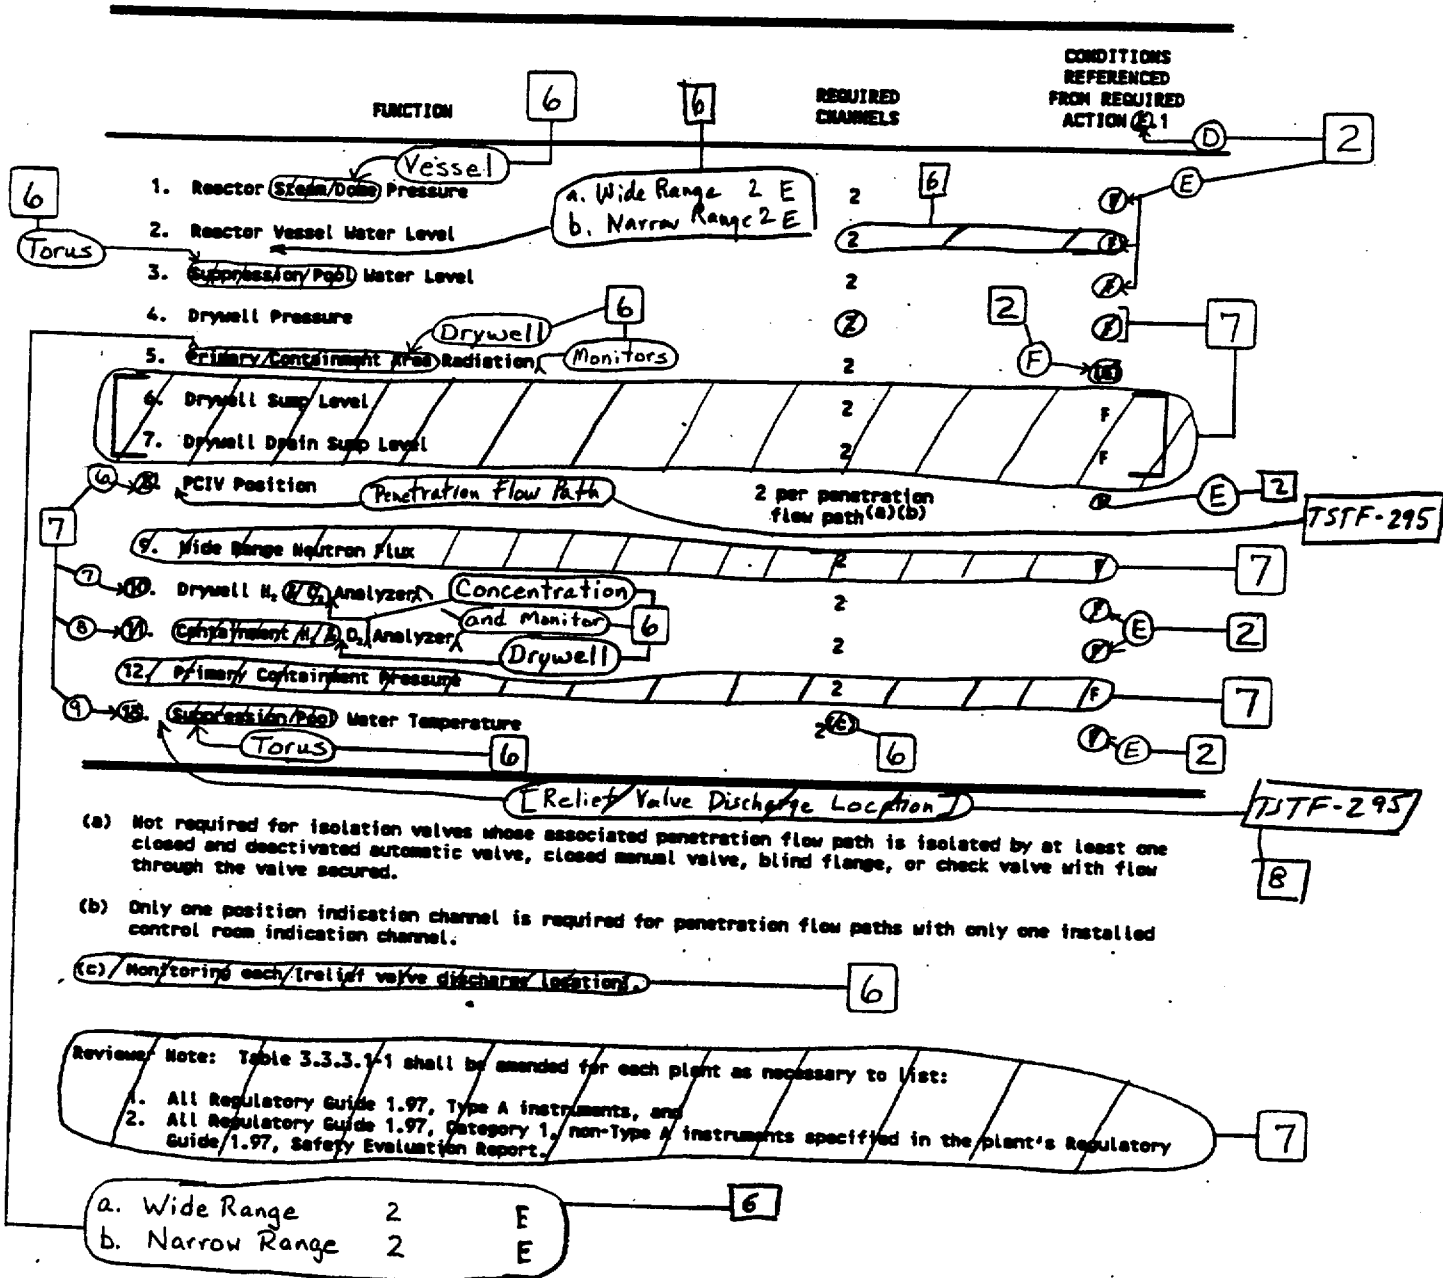 CONDITIONS
REFERENCED
FUNCTION 6 6 REQUIRED FROM REQUIRED
CHANNELS ACTION .1
D 2
Vessel
6 1. Reactor Steam/Dome Pressure a. Wide Range 2 E 2 6 E
2. Reactor Vessel Water Level b. Narrow Range 2 E 2
Torus
3. Suppression/Pool Water Level 2
4. Drywell Pressure Drywell 6 2 2 7
5. Primary/Containment Area Radiation Monitors 2 F
6. Drywell Sump Level 2 F
7. Drywell Drain Sump Level 2 F
6a 8. PCIV Position Penetration Flow Path 2 per penetration E 2
flow path(a)(b) TSTF-295
7
9. Wide Range Neutron Flux 2 F 7
7 10. Drywell H₂ & O₂ Analyzer Concentration 2 F
and Monitor 6 E 2
8 11. Containment H₂ & O₂ Analyzer 2 F
Drywell
12. Primary Containment Pressure 2 F 7
9 13. Suppression/Pool Water Temperature 2(c) F E 2
Torus 6 6
[Relief Valve Discharge Location] TSTF-295
(a) Not required for isolation valves whose associated penetration flow path is isolated by at least one
closed and deactivated automatic valve, closed manual valve, blind flange, or check valve with flow
through the valve secured.
8
(b) Only one position indication channel is required for penetration flow paths with only one installed
control room indication channel.
(c) Monitoring each [relief valve discharge location]. 6
Reviewer Note: Table 3.3.3.1-1 shall be amended for each plant as necessary to list:
1. All Regulatory Guide 1.97, Type A instruments, and
2. All Regulatory Guide 1.97, Category 1, non-Type A instruments specified in the plant's Regulatory
Guide 1.97, Safety Evaluation Report.
7
a. Wide Range 2 E 6
b. Narrow Range 2 E